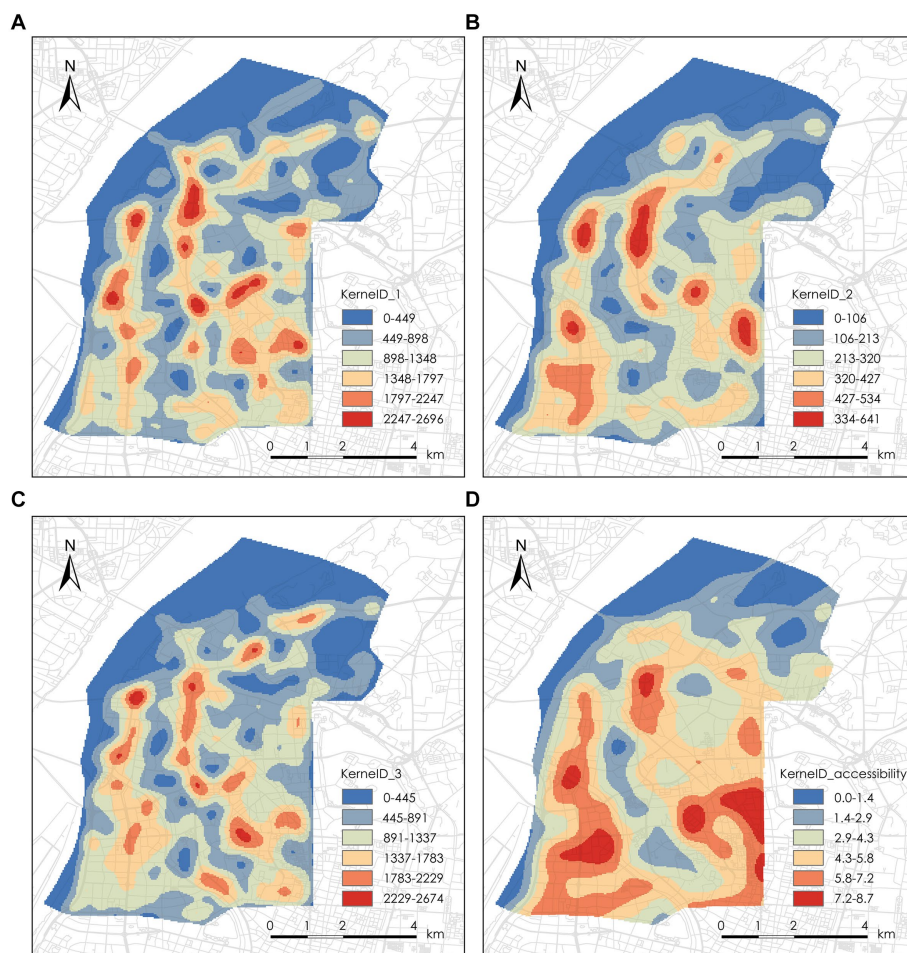 A
N
KerneID_1
0-449
449-898
898-1348
1348-1797
1797-2247
2247-2696
0 1 2 4
km
B
N
KerneID_2
0-106
106-213
213-320
320-427
427-534
334-641
0 1 2 4
km
C
N
KerneID_3
0-445
445-891
891-1337
1337-1783
1783-2229
2229-2674
0 1 2 4
km
D
N
KerneID_accessibility
0.0-1.4
1.4-2.9
2.9-4.3
4.3-5.8
5.8-7.2
7.2-8.7
0 1 2 4
km